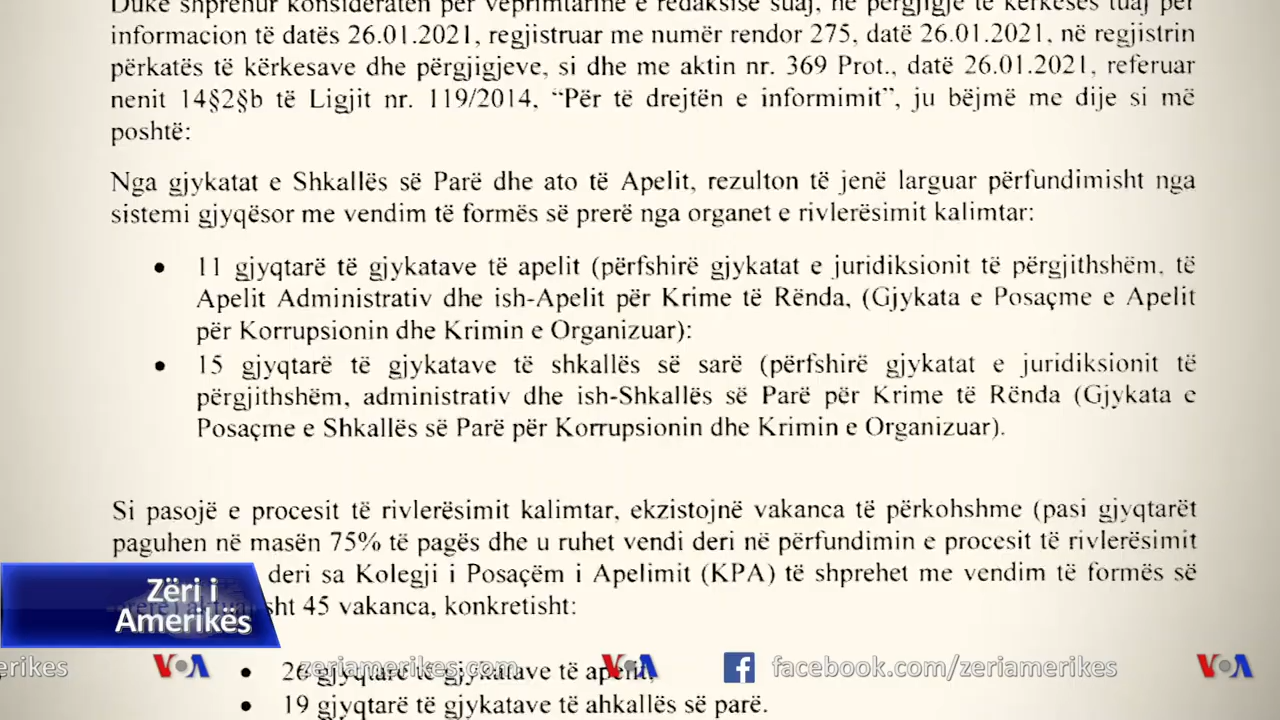 Duke shprehur konsideratën për veprimtarinë e redaksisë suaj, në përgjigje të kërkesës tuaj për
informacion të datës 26.01.2021, regjistruar me numër rendor 275, datë 26.01.2021, në regjistrin
përkatës të kërkesave dhe përgjigjeve, si dhe me aktin nr. 369 Prot., datë 26.01.2021, referuar
nenit 14§2§b të Ligjit nr. 119/2014, “Për të drejtën e informimit”, ju bëjmë me dije si më
poshtë:
Nga gjykatat e Shkallës së Parë dhe ato të Apelit, rezulton të jenë larguar përfundimisht nga
sistemi gjyqësor me vendim të formës së prerë nga organet e rivlerësimit kalimtar:
• 11 gjyqtarë të gjykatave të apelit (përfshirë gjykatat e juridiksionit të përgjithshëm, të
Apelit Administrativ dhe ish-Apelit për Krime të Rënda, (Gjykata e Posaçme e Apelit
për Korrupsionin dhe Krimin e Organizuar):
• 15 gjyqtarë të gjykatave të shkallës së sarë (përfshirë gjykatat e juridiksionit të
përgjithshëm, administrativ dhe ish-Shkallës së Parë për Krime të Rënda (Gjykata e
Posaçme e Shkallës së Parë për Korrupsionin dhe Krimin e Organizuar).
Si pasojë e procesit të rivlerësimit kalimtar, ekzistojnë vakanca të përkohshme (pasi gjyqtarët
paguhen në masën 75% të pagës dhe u ruhet vendi deri në përfundimin e procesit të rivlerësimit
deri sa Kolegji i Posaçëm i Apelimit (KPA) të shprehet me vendim të formës së
45 vakanca, konkretisht:
• 26 gjyqtarë të gjykatave të apelit,
• 19 gjyqtarë të gjykatave të ahkallës së parë.
Zëri i
Amerikës
erikes VOA zeriamerikes.com VOA facebook.com/zeriamerikes VOA